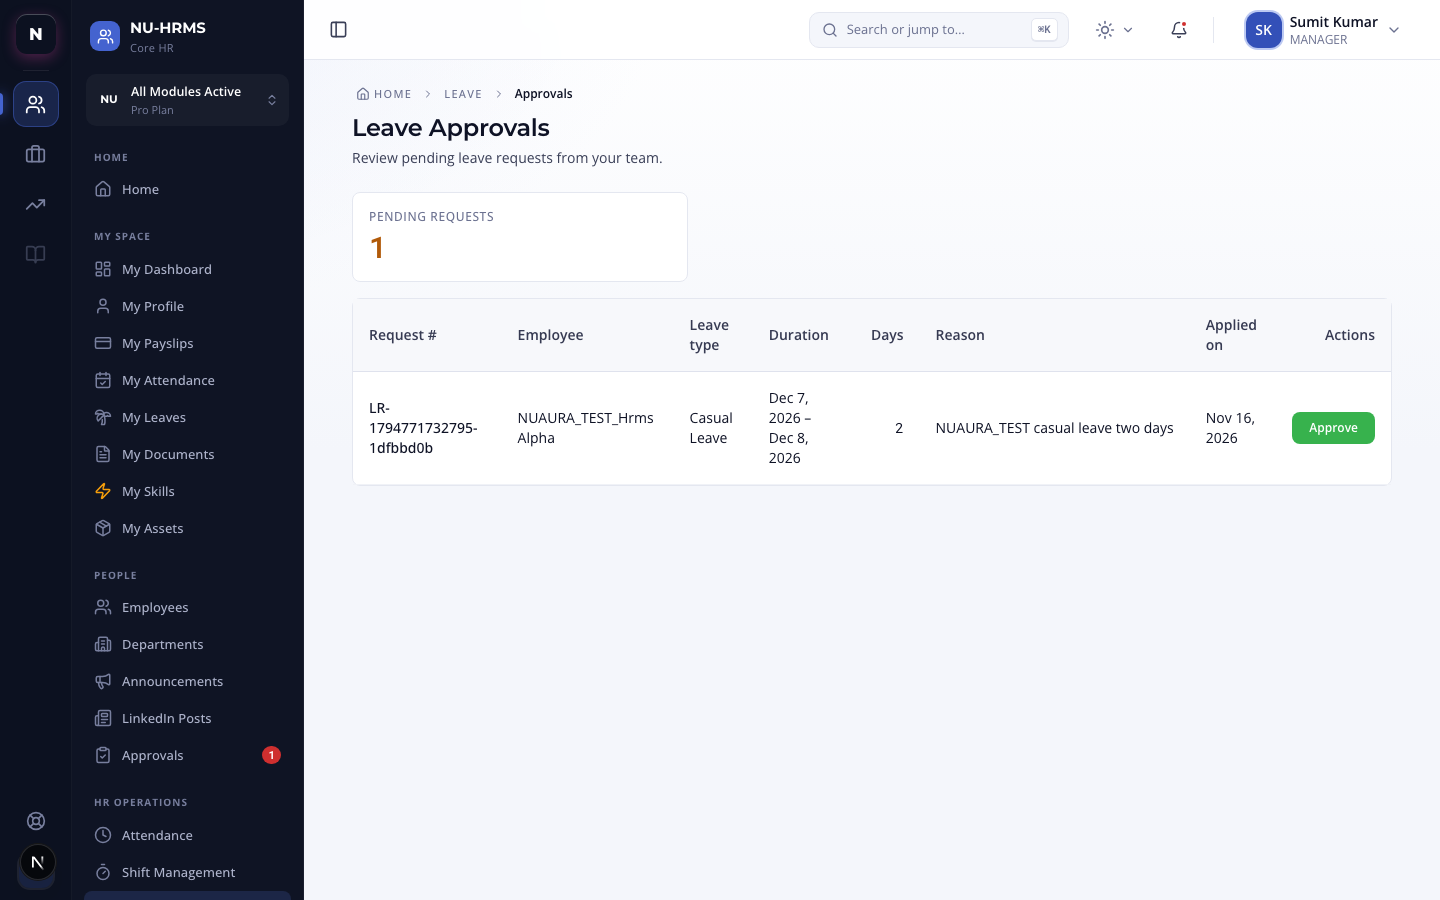 N
NU-HRMS
Core HR
NU
All Modules Active
Pro Plan
HOME
Home
MY SPACE
My Dashboard
My Profile
My Payslips
My Attendance
My Leaves
My Documents
My Skills
My Assets
PEOPLE
Employees
Departments
Announcements
LinkedIn Posts
Approvals
1
HR OPERATIONS
Attendance
Shift Management
N
Search or jump to...
⌘K
SK
Sumit Kumar
MANAGER
HOME
LEAVE
Approvals
Leave Approvals
Review pending leave requests from your team.
PENDING REQUESTS
1
Request #
Employee
Leave
type
Duration
Days
Reason
Applied
on
Actions
LR-
1794771732795-
1dfbbd0b
NUAURA_TEST_Hrms
Alpha
Casual
Leave
Dec 7,
2026 –
Dec 8,
2026
2
NUAURA_TEST casual leave two days
Nov 16,
2026
Approve